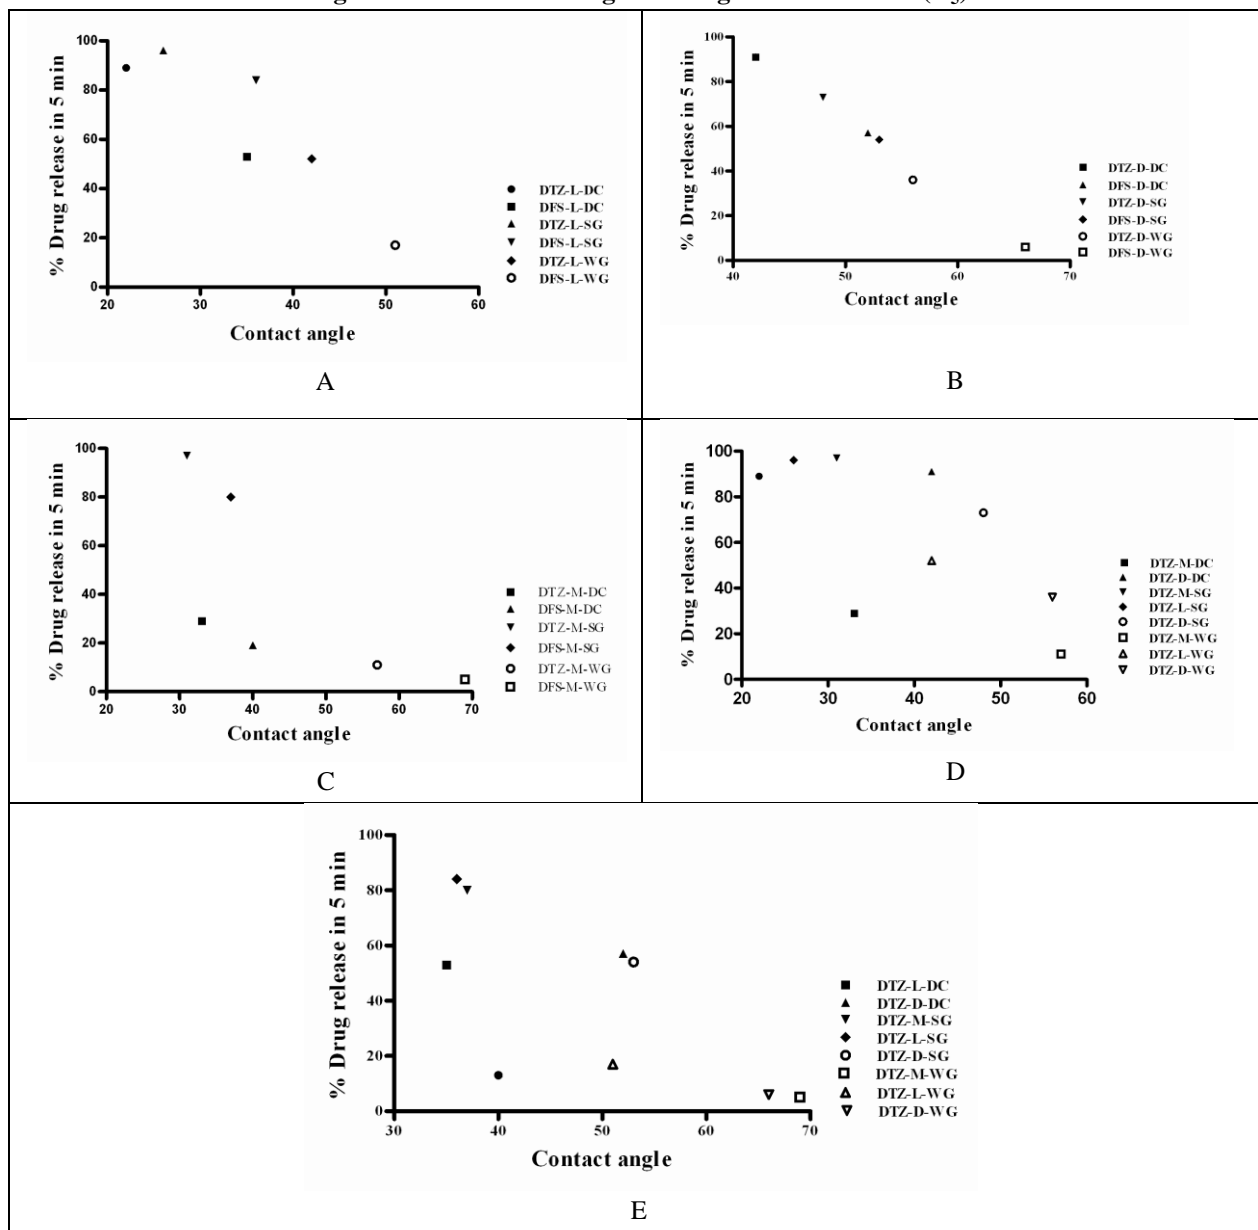 % Drug release in 5 min
100
80
60
40
20
0
20 30 40 50 60
Contact angle
DTZ-L-DC
DFS-L-DC
DTZ-L-SG
DFS-L-SG
DTZ-L-WG
DFS-L-WG
A
% Drug release in 5 min
100
80
60
40
20
0
40 50 60 70
Contact angle
DTZ-D-DC
DFS-D-DC
DTZ-D-SG
DFS-D-SG
DTZ-D-WG
DFS-D-WG
B
% Drug release in 5 min
100
80
60
40
20
0
20 30 40 50 60 70
Contact angle
DTZ-M-DC
DFS-M-DC
DTZ-M-SG
DFS-M-SG
DTZ-M-WG
DFS-M-WG
C
% Drug release in 5 min
100
80
60
40
20
0
20 30 40 50 60
Contact angle
DTZ-M-DC
DTZ-D-DC
DTZ-M-SG
DTZ-L-SG
DTZ-D-SG
DTZ-M-WG
DTZ-L-WG
DTZ-D-WG
D
% Drug release in 5 min
100
80
60
40
20
0
30 40 50 60 70
Contact angle
DTZ-L-DC
DTZ-D-DC
DTZ-M-SG
DTZ-L-SG
DTZ-D-SG
DTZ-M-WG
DTZ-L-WG
DTZ-D-WG
E